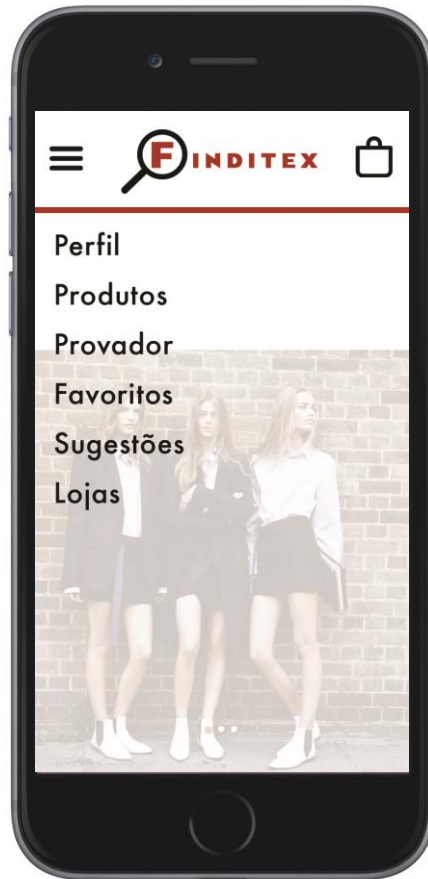 FINDITEX
Perfil
Produtos
Provador
Favoritos
Sugestões
Lojas